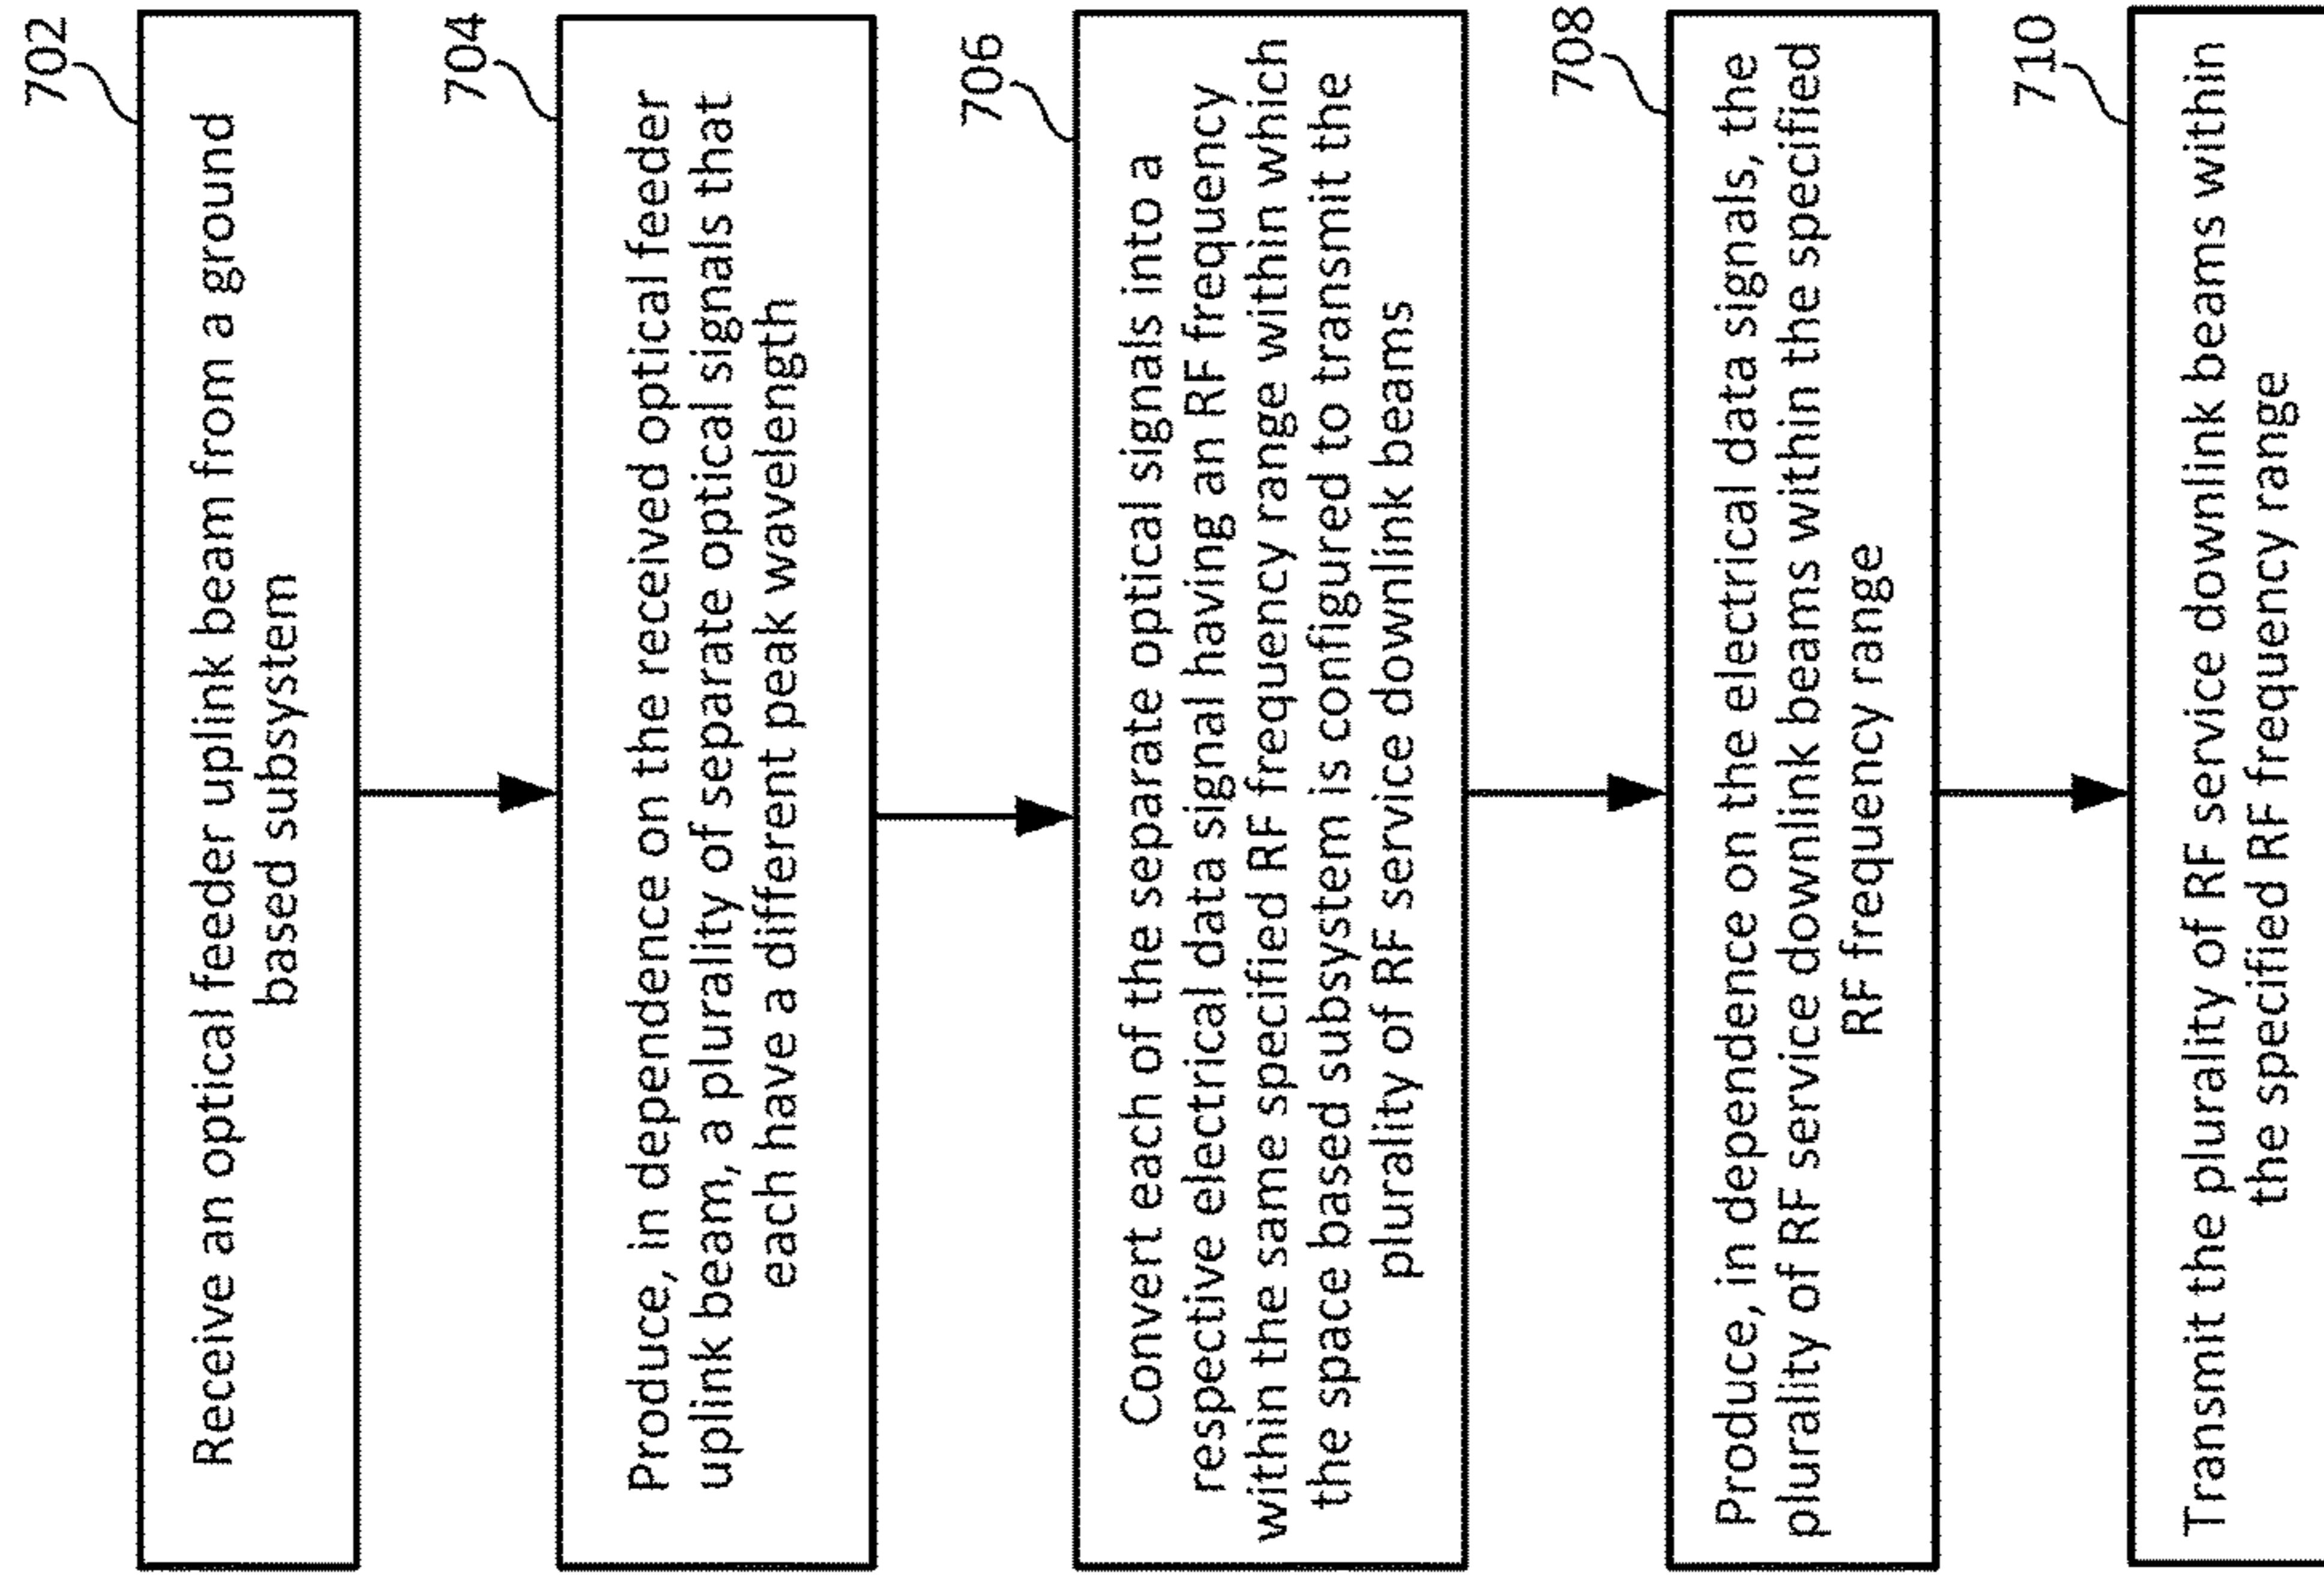 702
Receive an optical feeder uplink beam from a ground
based subsystem
704
Produce, in dependence on the received optical feeder
uplink beam, a plurality of separate optical signals that
each have a different peak wavelength
706
Convert each of the separate optical signals into a
respective electrical data signal having an RF frequency
within the same specified RF frequency range within which
the space based subsystem is configured to transmit the
plurality of RF service downlink beams
708
Produce, in dependence on the electrical data signals, the
plurality of RF service downlink beams within the specified
RF frequency range
710
Transmit the plurality of RF service downlink beams within
the specified RF frequency range